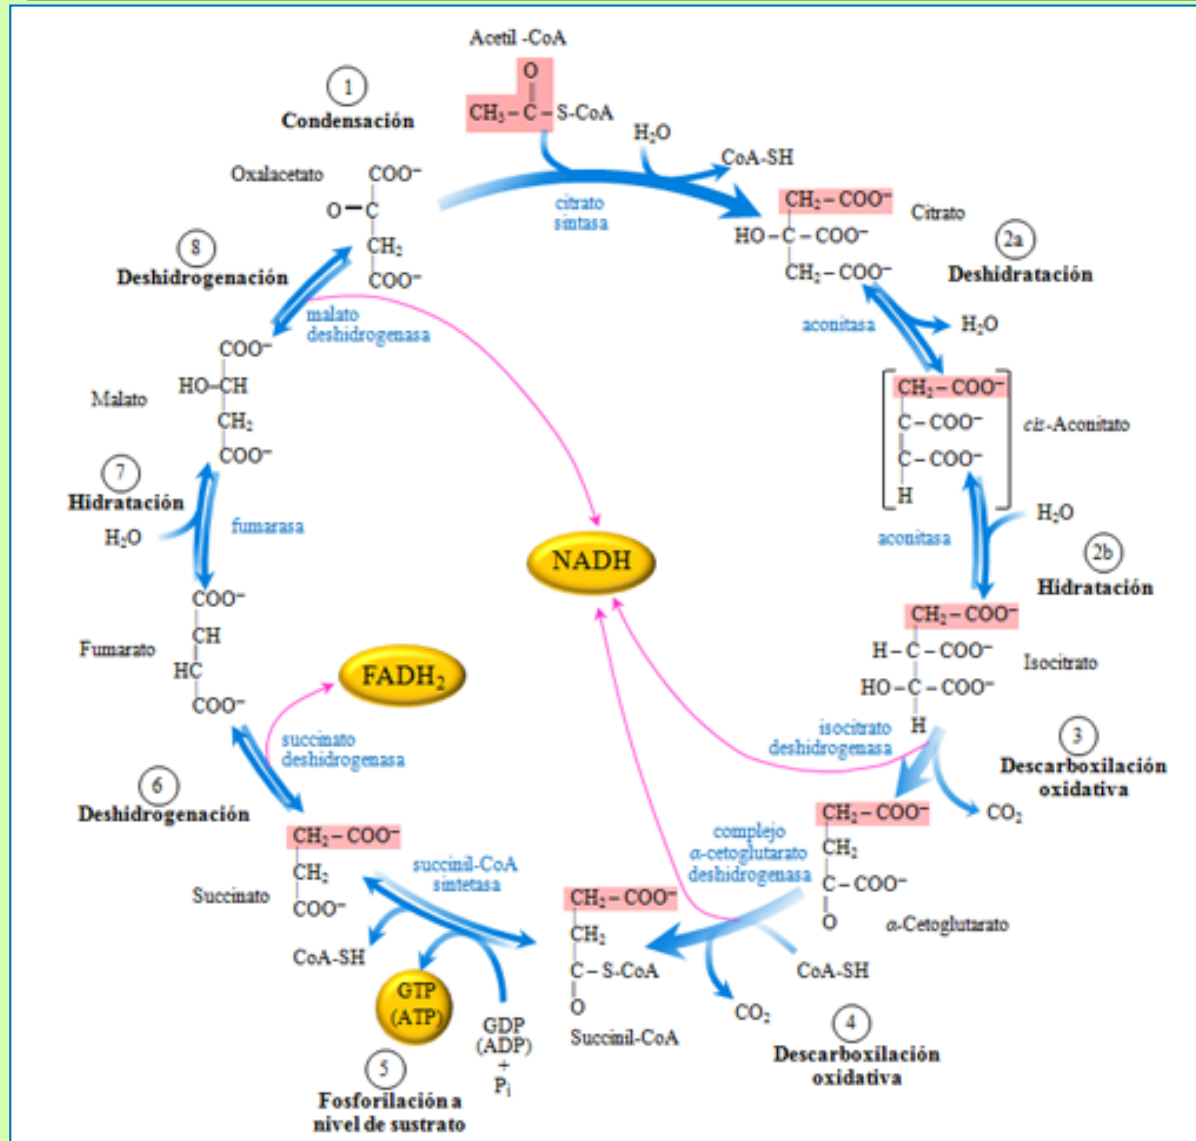 Acetil -CoA
O
CH₃ – C – S-CoA
H₂O
CoA-SH
1
Condensación
Oxalacetato
COO⁻
O – C
CH₂
COO⁻
citrato
sintasa
CH₂ – COO⁻
HO – C – COO⁻
CH₂ – COO⁻
Citrato
2a
Deshidratación
aconitasa
H₂O
CH₂ – COO⁻
C – COO⁻
C – COO⁻
H
cis-Aconitato
aconitasa
H₂O
2b
Hidratación
CH₂ – COO⁻
H – C – COO⁻
HO – C – COO⁻
H
Isocitrato
isocitrato
deshidrogenasa
3
Descarboxilación
oxidativa
CO₂
CH₂ – COO⁻
CH₂
C – COO⁻
O
α-Cetoglutarato
complejo
α-cetoglutarato
deshidrogenasa
CoA-SH
CO₂
4
Descarboxilación
oxidativa
CH₂ – COO⁻
CH₂
C – S-CoA
O
Succinil-CoA
succinil-CoA
sintetasa
CoA-SH
GTP
(ATP)
GDP
(ADP)
+
Pᵢ
5
Fosforilación a
nivel de sustrato
CH₂ – COO⁻
CH₂
COO⁻
Succinato
6
Deshidrogenación
succinato
deshidrogenasa
FADH₂
COO⁻
CH
HC
COO⁻
Fumarato
7
Hidratación
H₂O
fumarasa
COO⁻
HO–CH
CH₂
COO⁻
Malato
8
Deshidrogenación
malato
deshidrogenasa
NADH